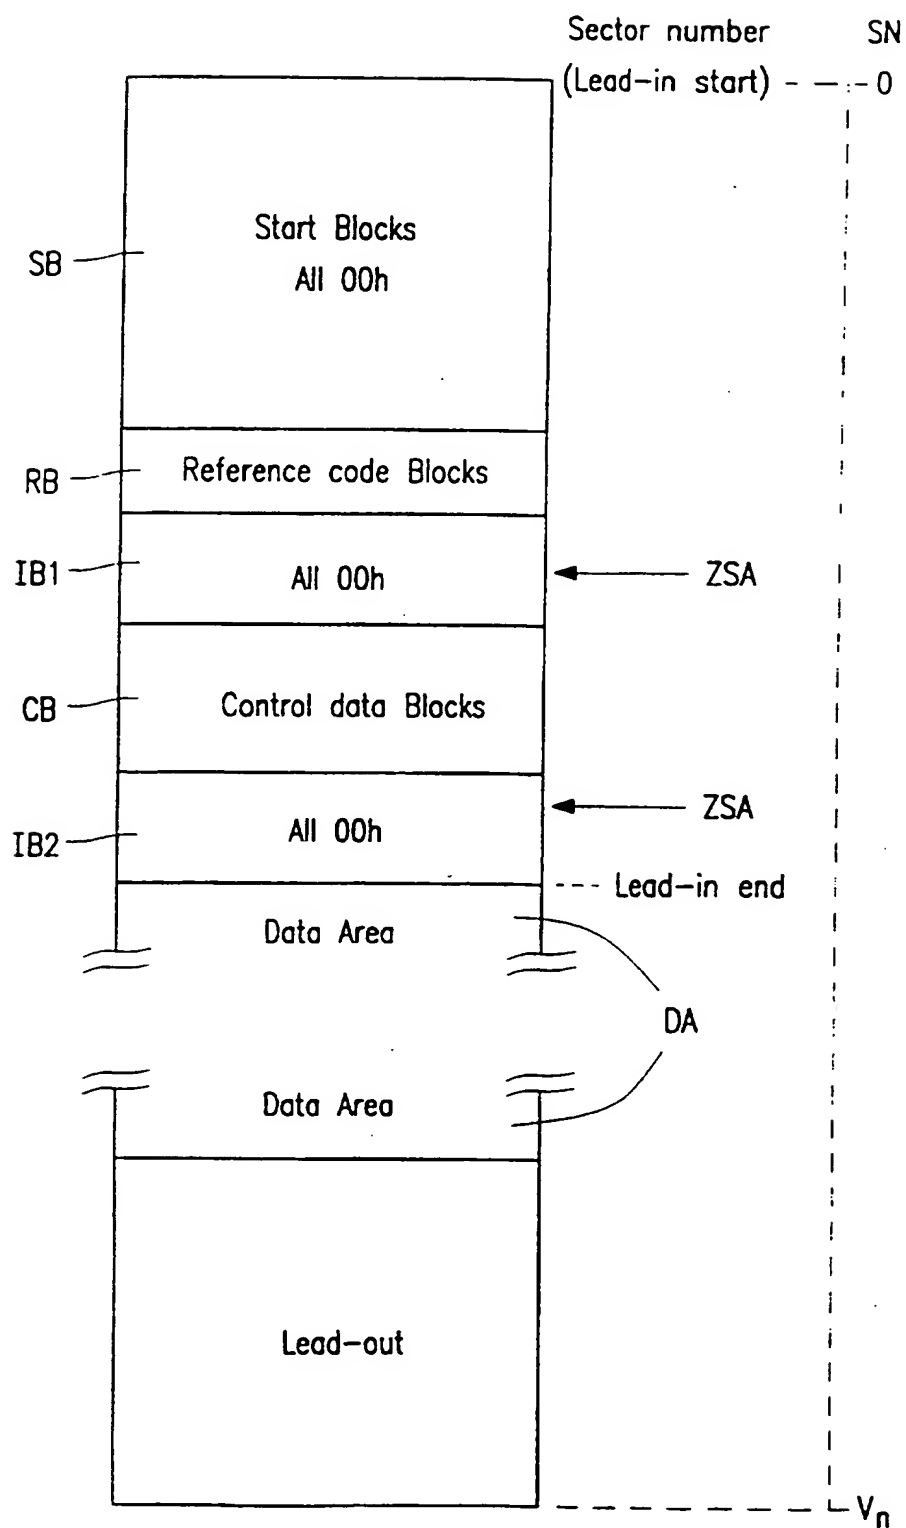 Sector number SN
(Lead-in start) 0
Start Blocks
SB
All 00h
RB Reference code Blocks
IB1 All 00h ZSA
CB Control data Blocks
IB2 All 00h ZSA
Lead-in end
Data Area
DA
Data Area
Lead-out
Vn